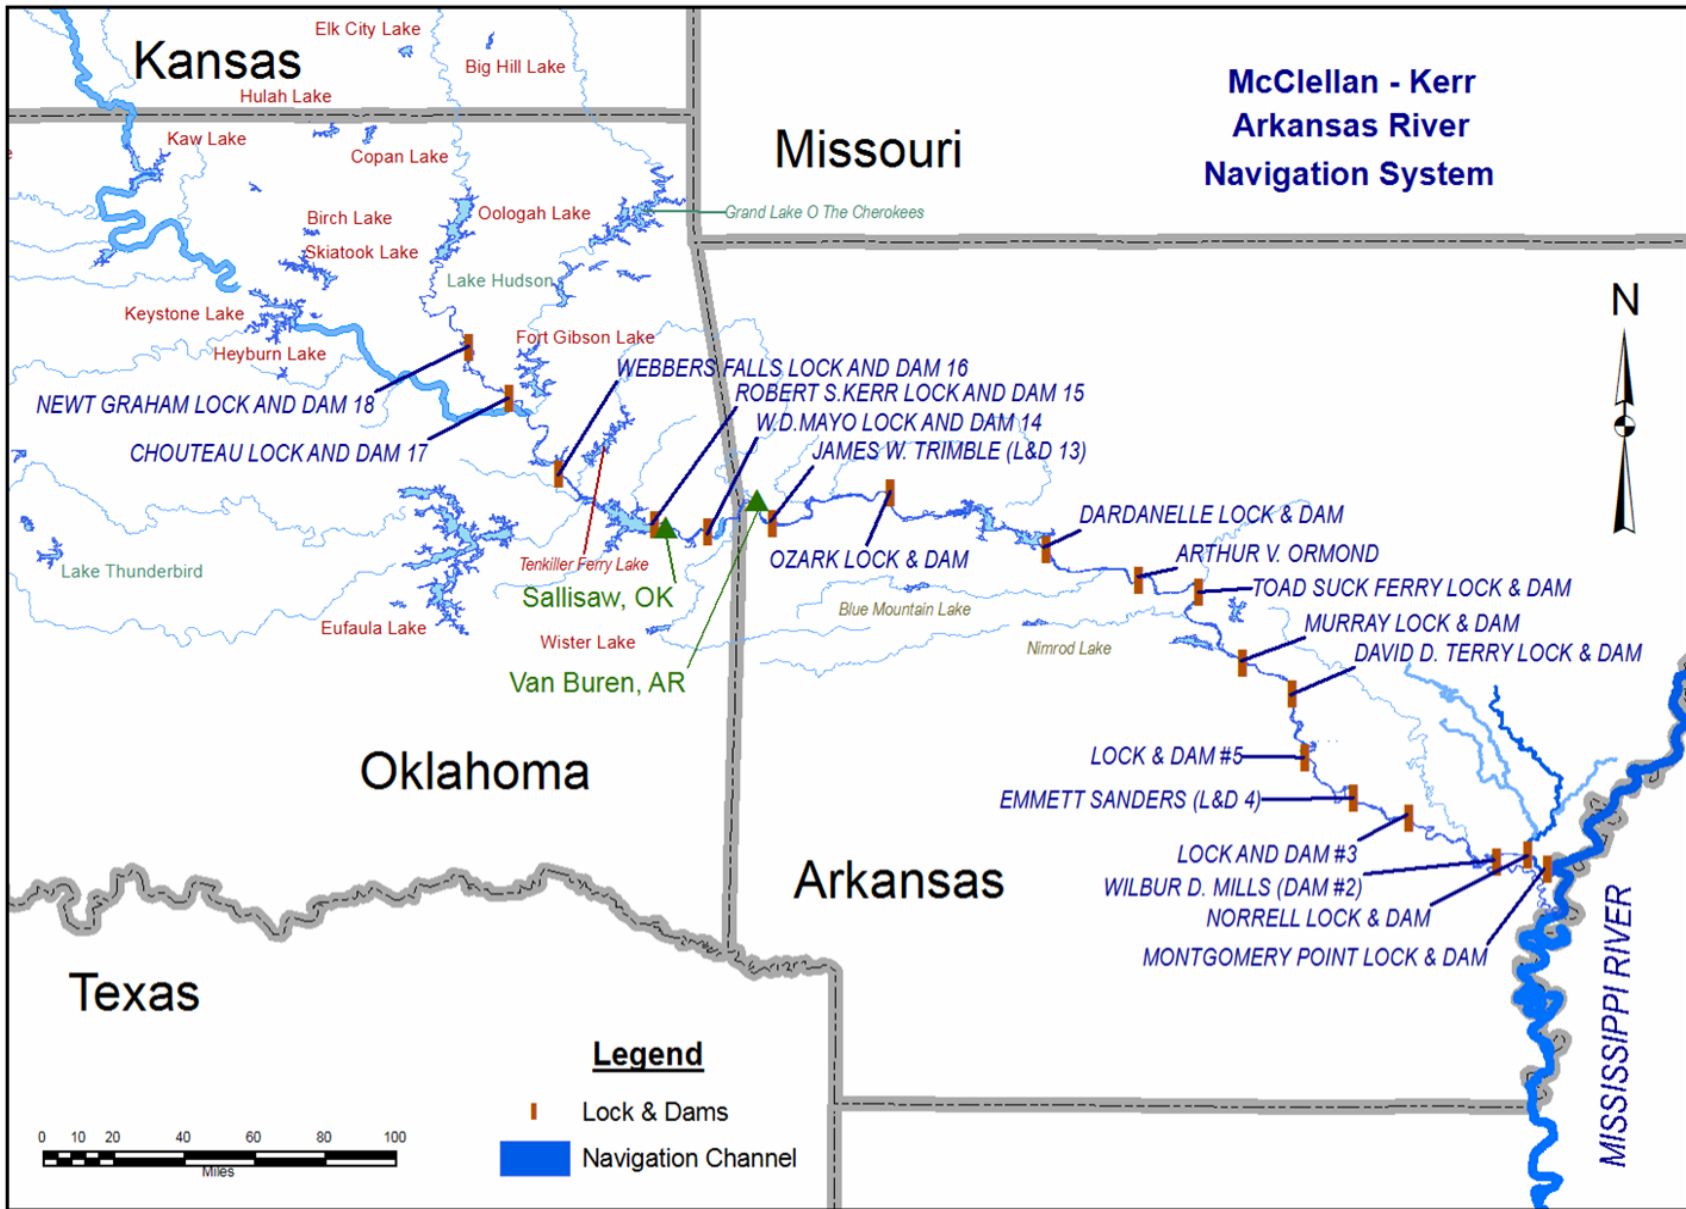 Kansas
Elk City Lake
Big Hill Lake
Hulah Lake
McClellan - Kerr
Arkansas River
Navigation System
Kaw Lake
Copan Lake
Missouri
Birch Lake
Oologah Lake
Grand Lake O The Cherokees
Skiatook Lake
Lake Hudson
Keystone Lake
Heyburn Lake
Fort Gibson Lake
N
WEBBERS FALLS LOCK AND DAM 16
ROBERT S.KERR LOCK AND DAM 15
NEWT GRAHAM LOCK AND DAM 18
W.D.MAYO LOCK AND DAM 14
CHOUTEAU LOCK AND DAM 17
JAMES W. TRIMBLE (L&D 13)
DARDANELLE LOCK & DAM
ARTHUR V. ORMOND
OZARK LOCK & DAM
Tenkiller Ferry Lake
Lake Thunderbird
TOAD SUCK FERRY LOCK & DAM
Sallisaw, OK
Blue Mountain Lake
Eufaula Lake
Wister Lake
Nimrod Lake
MURRAY LOCK & DAM
DAVID D. TERRY LOCK & DAM
Van Buren, AR
Oklahoma
LOCK & DAM #5
EMMETT SANDERS (L&D 4)
LOCK AND DAM #3
Arkansas
WILBUR D. MILLS (DAM #2)
NORRELL LOCK & DAM
MONTGOMERY POINT LOCK & DAM
MISSISSIPPI RIVER
Texas
Legend
Lock & Dams
Navigation Channel
0 10 20 40 60 80 100
Miles